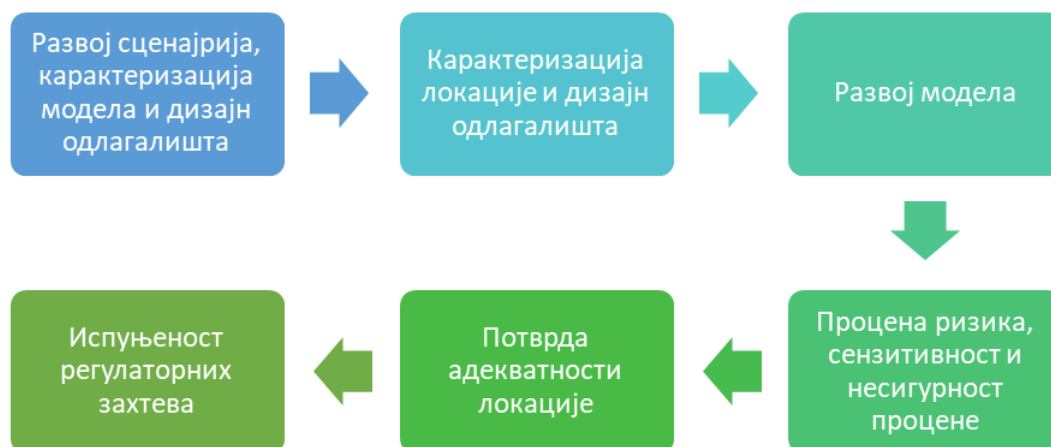 Развој сценајрија,
карактеризација
модела и дизајн
одлагалишта
Карактеризација
локације и дизајн
одлагалишта
Развој модела
Процена ризика,
сензитивност и
несигурност
процене
Потврда
адекватности
локације
Испуњеност
регулаторних
захтева